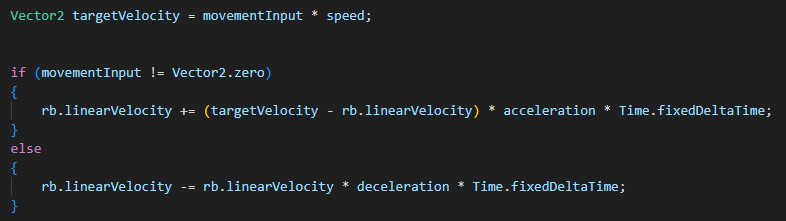 Vector2 targetVelocity = movementInput * speed;
if (movementInput != Vector2.zero)
{
rb.linearVelocity += (targetVelocity - rb.linearVelocity) * acceleration * Time.fixedDeltaTime;
}
else
{
rb.linearVelocity -= rb.linearVelocity * deceleration * Time.fixedDeltaTime;
}